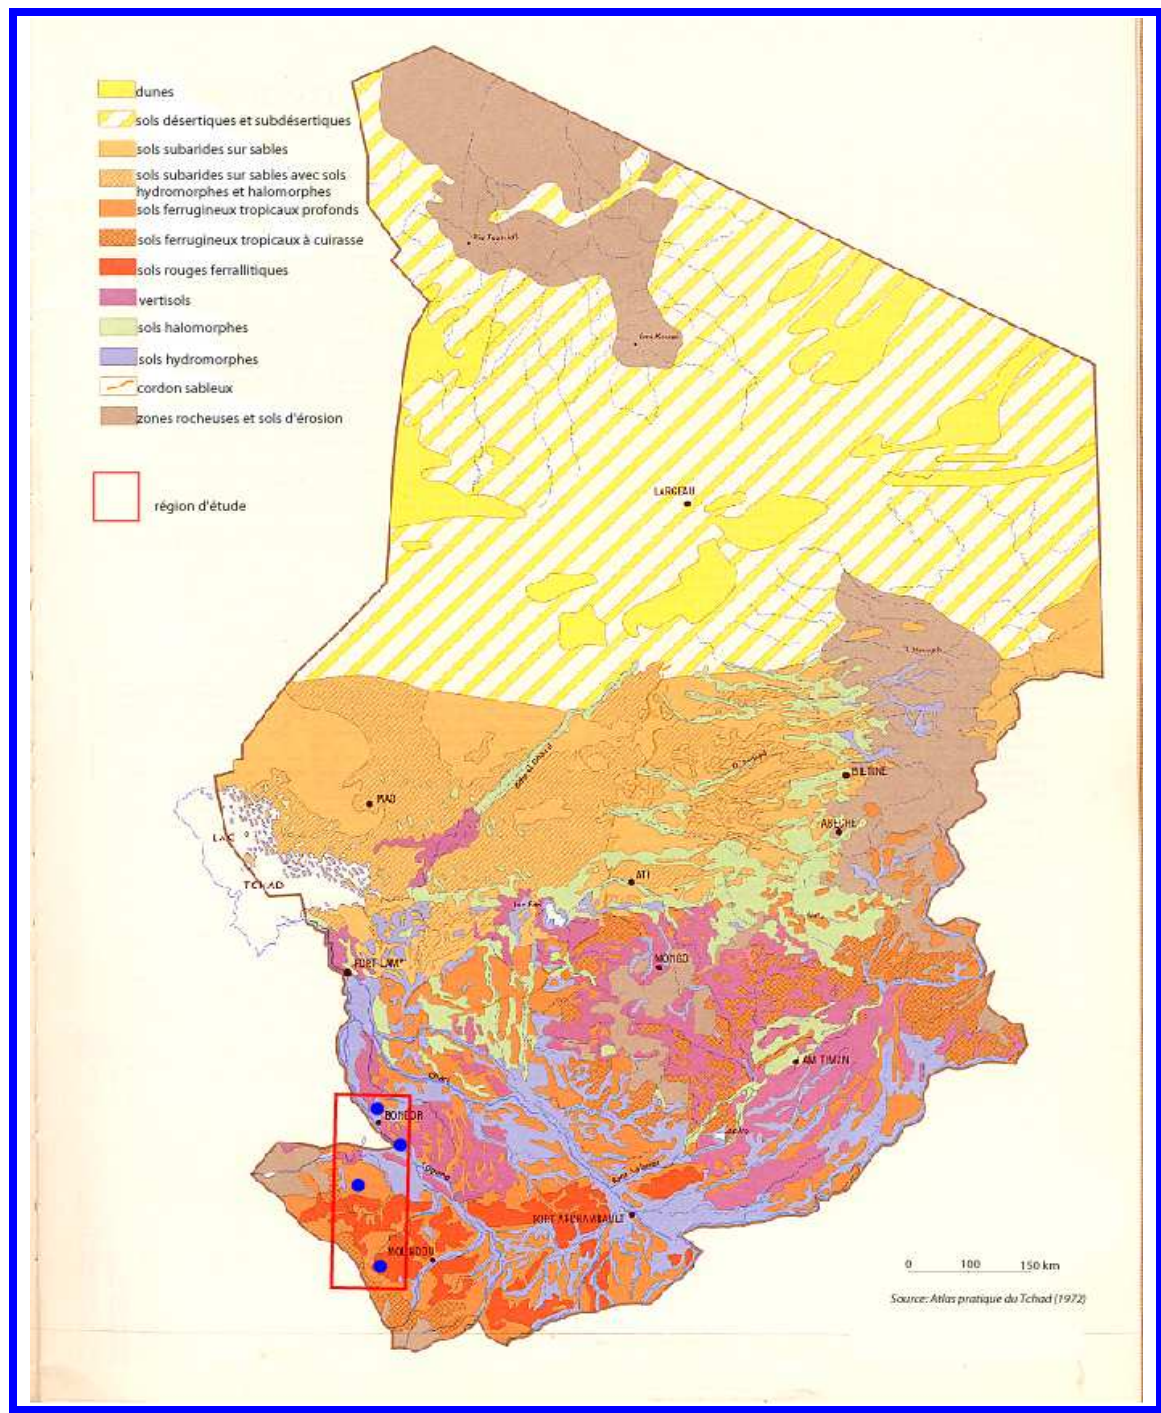 dunes
sols désertiques et subdésertiques
sols subarides sur sables
sols subarides sur sables avec sols
hydromorphes et halomorphes
sols ferrugineux tropicaux profonds
sols ferrugineux tropicaux à cuirasse
sols rouges ferrallitiques
vertisols
sols halomorphes
sols hydromorphes
cordon sableux
zones rocheuses et sols d'érosion
région d'étude
LARGEAU
MAO
BILTINE
ABECHE
LAC
TCHAD
ATI
MONGO
FORT LAMY
AM TIMAN
Chari
BONGOR
Logone
FORT ARCHAMBAULT
MOUNDOU
0 100 150 km
Source: Atlas pratique du Tchad (1972)